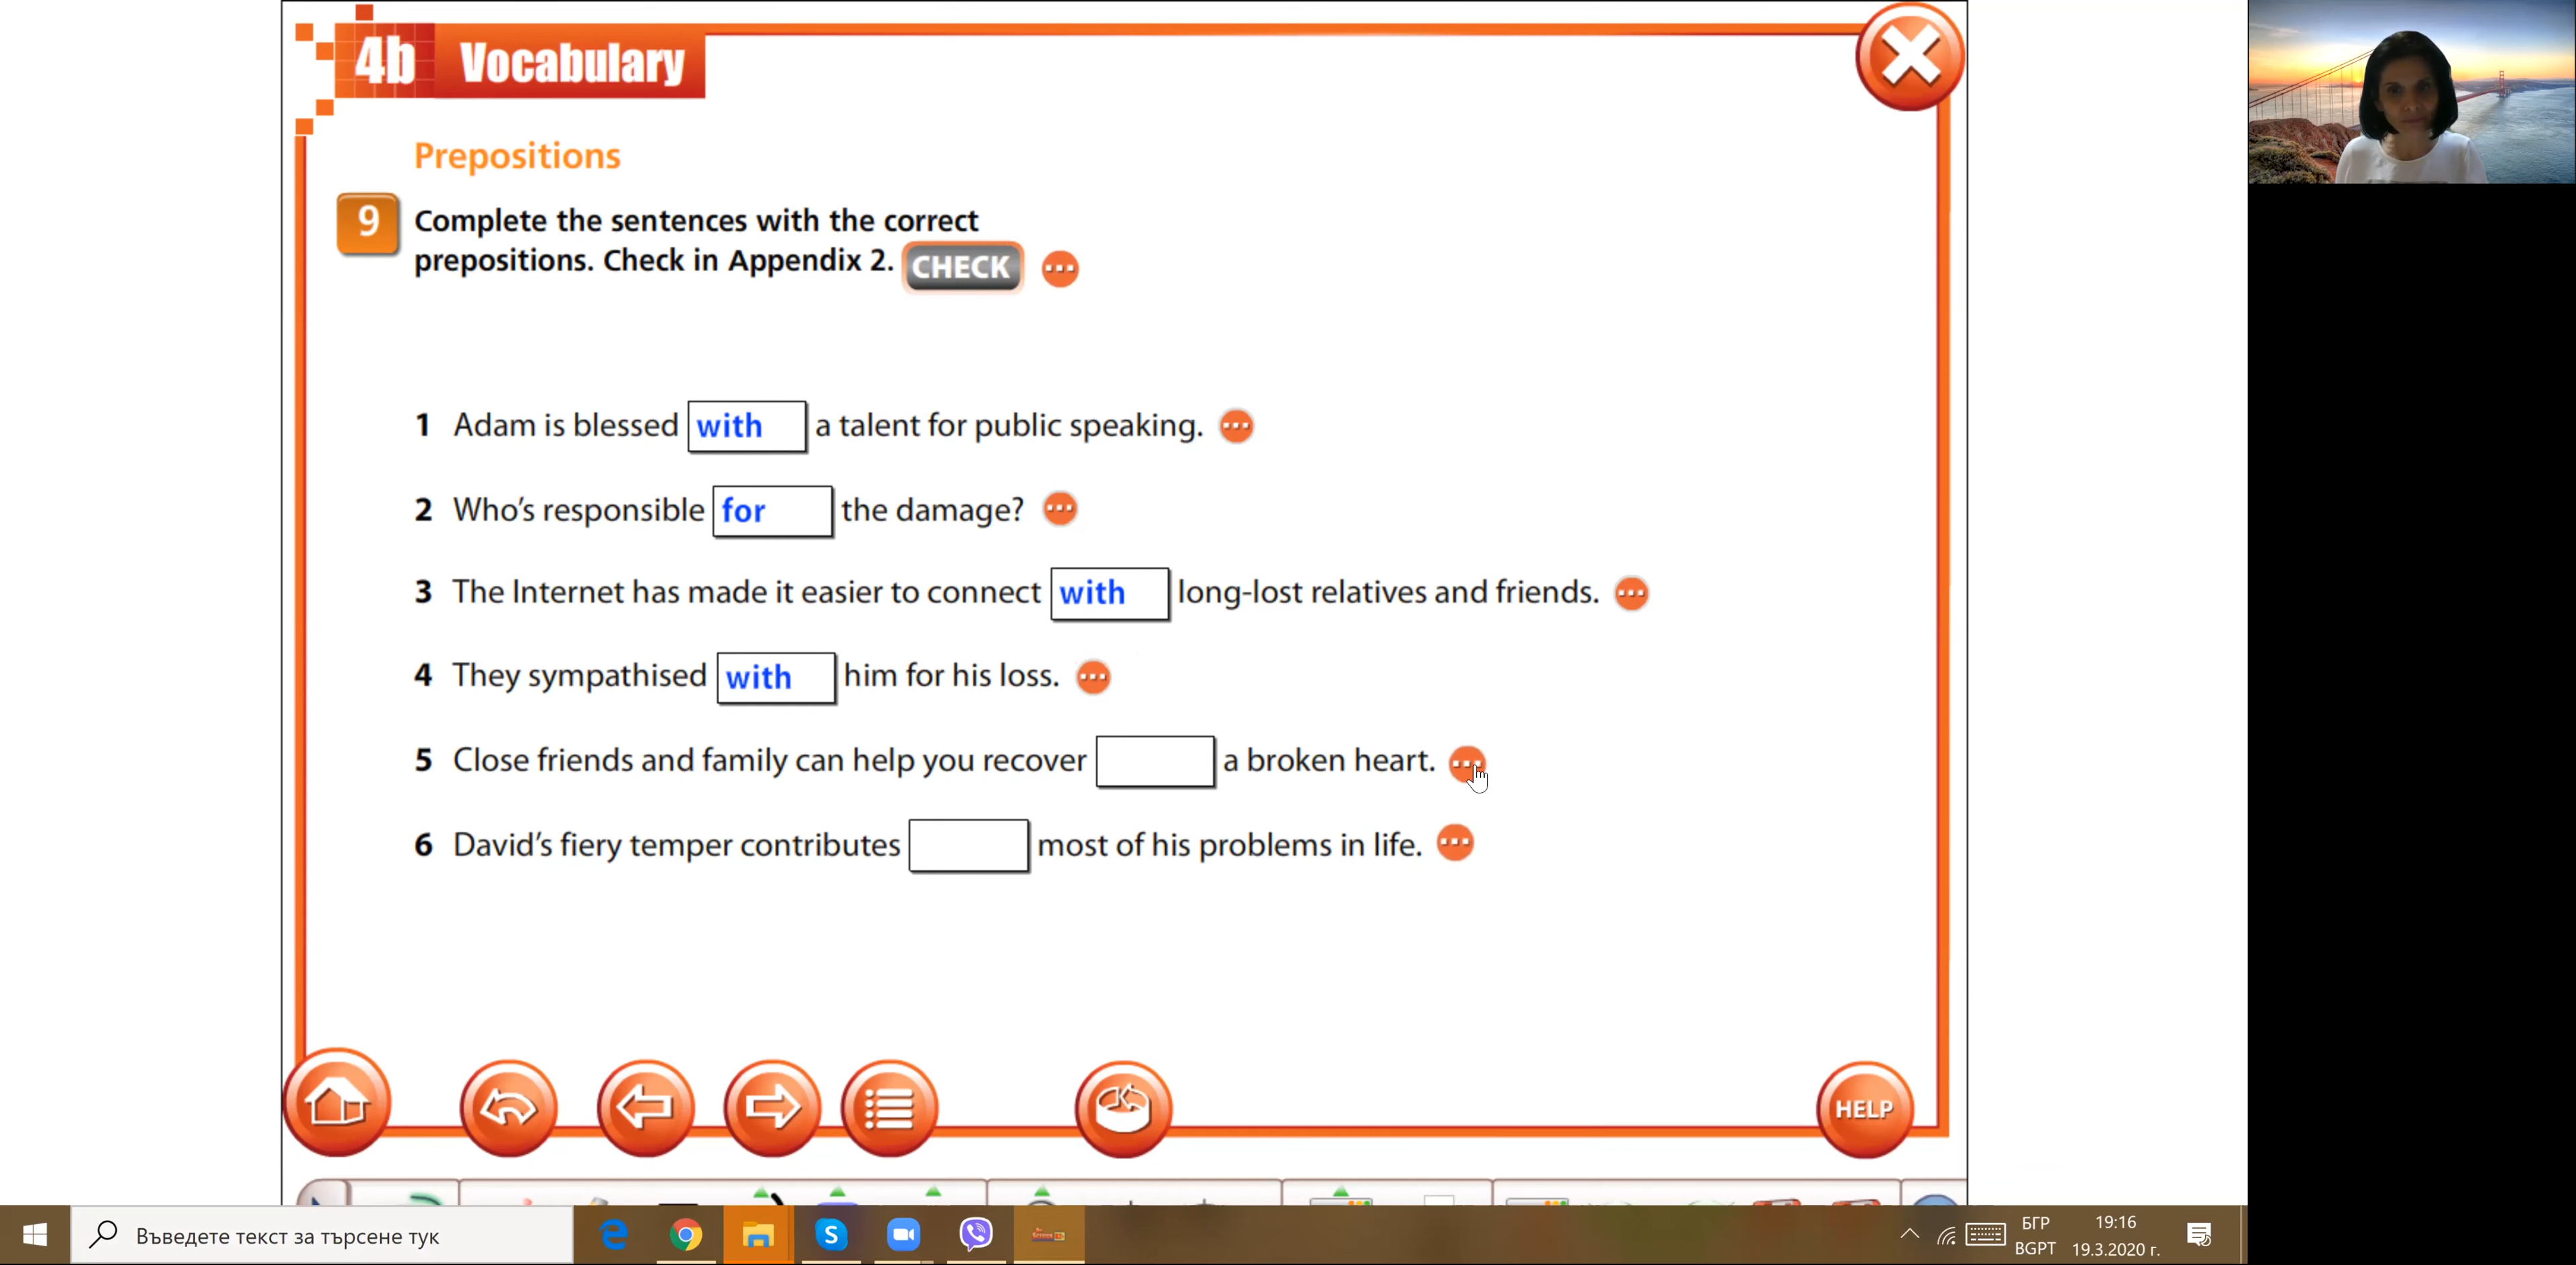 4b Vocabulary
Prepositions
9 Complete the sentences with the correct
prepositions. Check in Appendix 2. CHECK
1 Adam is blessed with a talent for public speaking.
2 Who's responsible for the damage?
3 The Internet has made it easier to connect with long-lost relatives and friends.
4 They sympathised with him for his loss.
5 Close friends and family can help you recover a broken heart.
6 David's fiery temper contributes most of his problems in life.
HELP
Въведете текст за търсене тук
БГР
BGPT
19:16
19.3.2020 г.